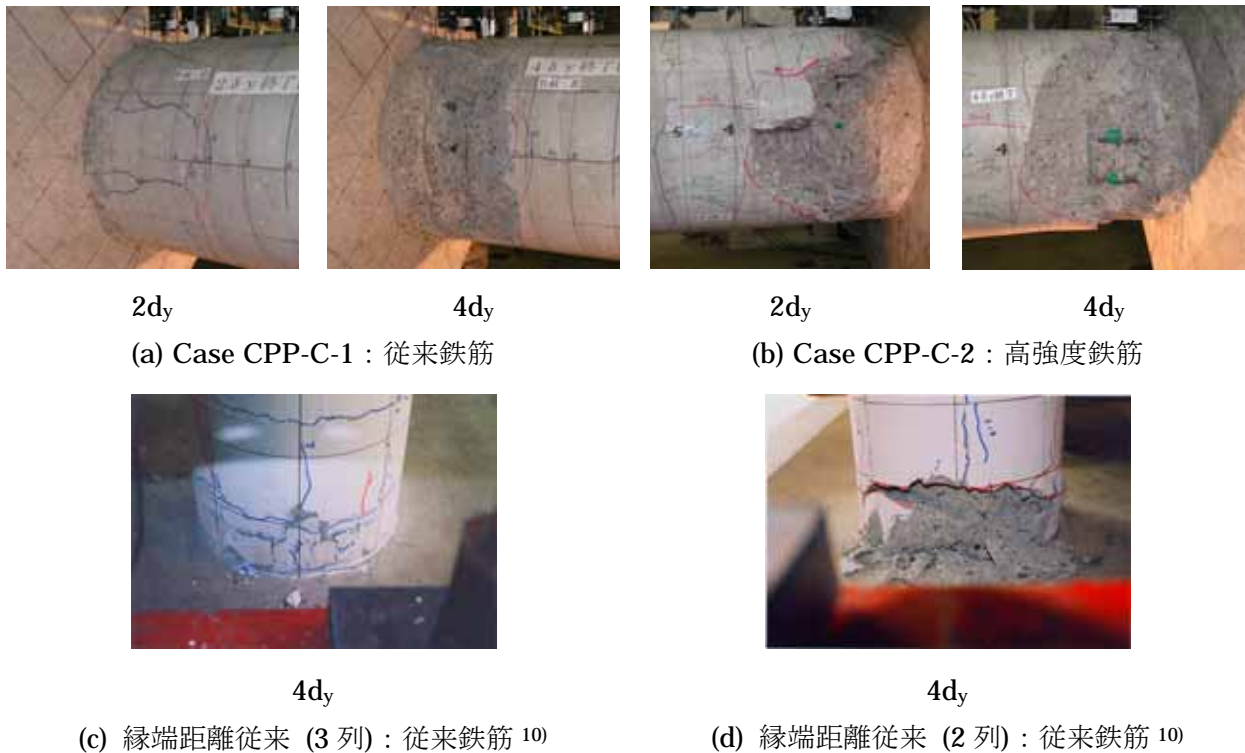 2dy
4dy
2dy
4dy
(a) Case CPP-C-1：従来鉄筋
(b) Case CPP-C-2：高強度鉄筋
4dy
4dy
(c) 縁端距離従来 (3 列)：従来鉄筋 10)
(d) 縁端距離従来 (2 列)：従来鉄筋 10)